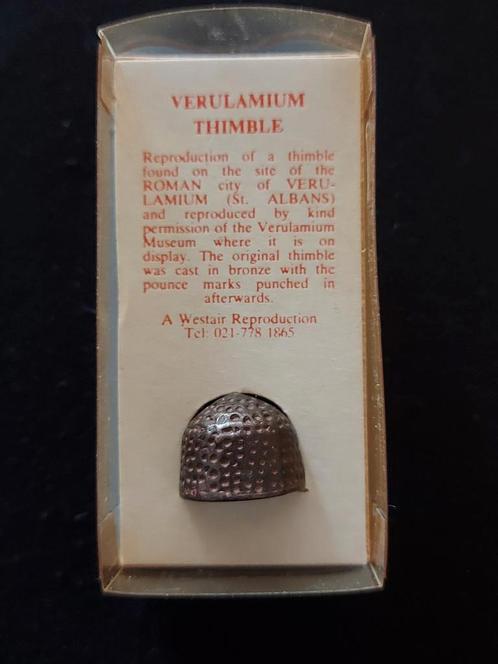 VERULAMIUM
THIMBLE
Reproduction of a thimble
found on the site of the
ROMAN city of VERU-
LAMIUM (St. ALBANS)
and reproduced by kind
permission of the Verulamium
Museum where it is on
display. The original thimble
was cast in bronze with the
pounce marks punched in
afterwards.
A Westair Reproduction
Tel: 021-778 1865